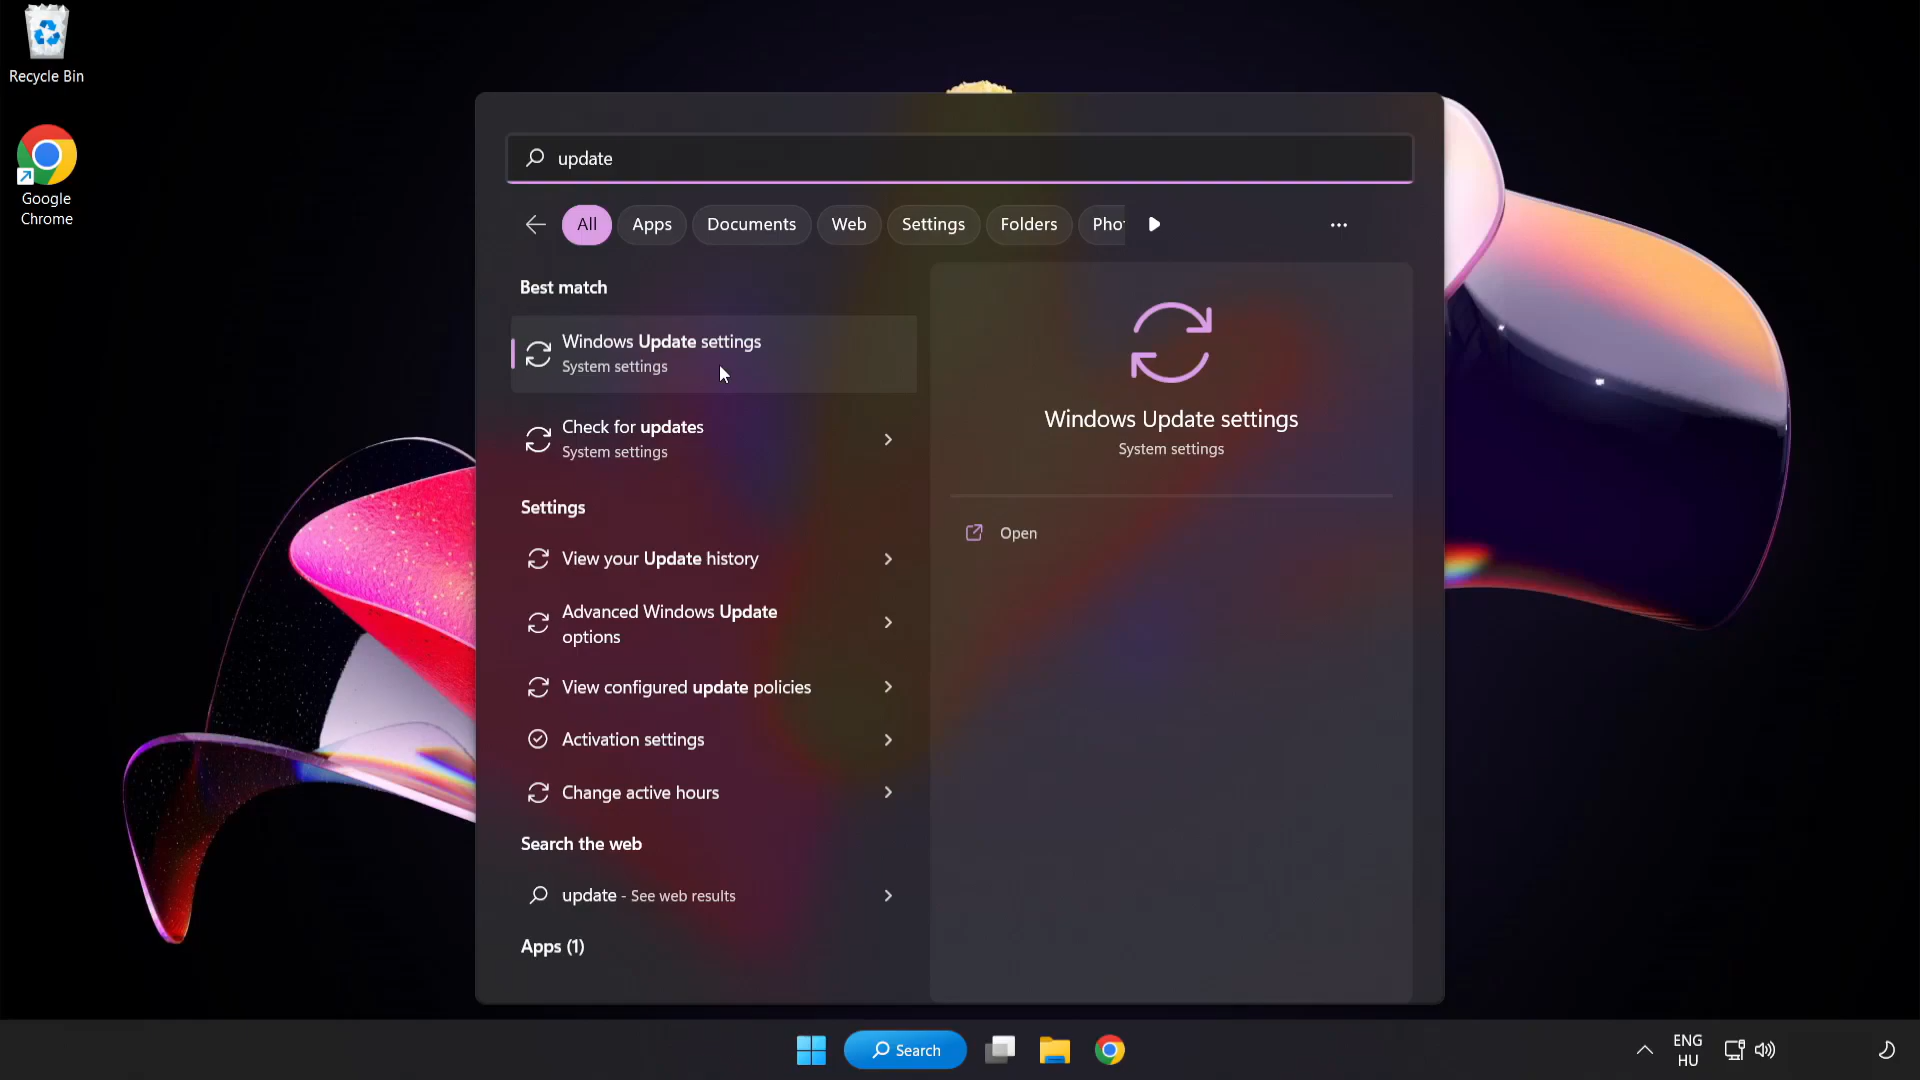 Recycle Bin
Google
Chrome
update
All
Apps
Documents
Web
Settings
Folders
Best match
Windows Update settings
System settings
Check for updates
System settings
Settings
View your Update history
Advanced Windows Update
options
View configured update policies
Activation settings
Change active hours
Search the web
update - See web results
Apps (1)
Windows Update settings
System settings
Open
Search
ENG
HU